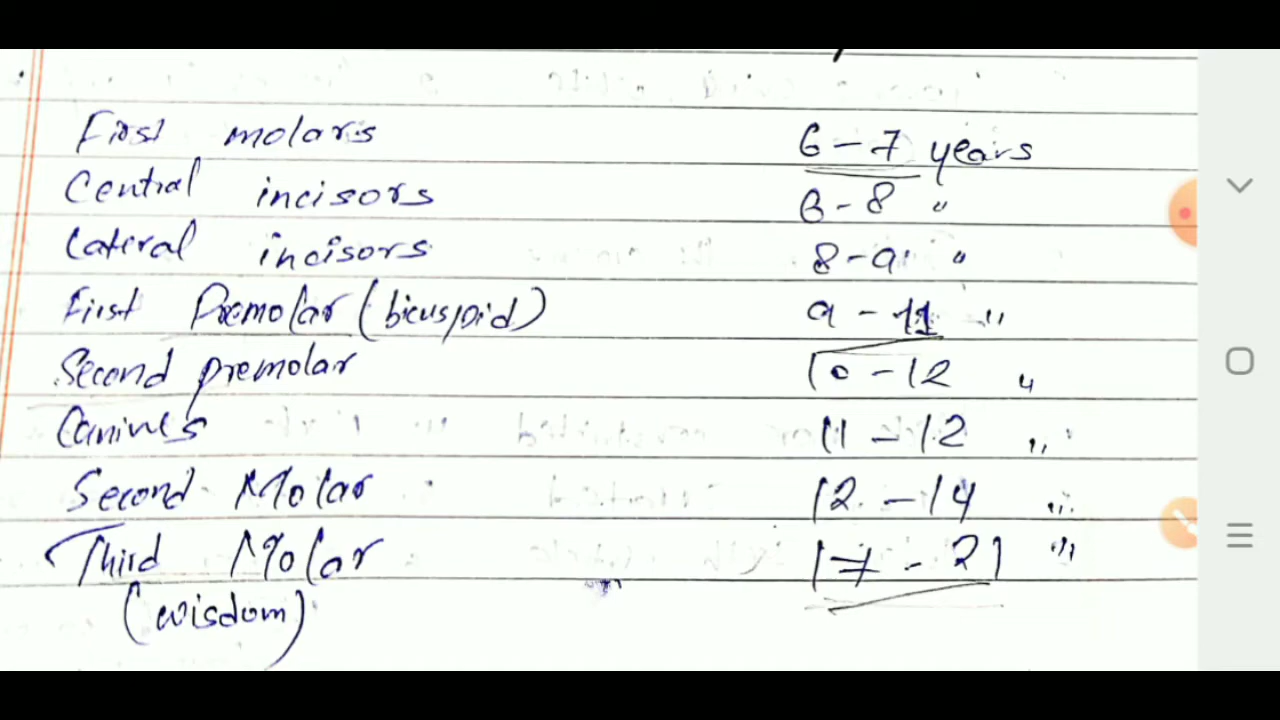 First molars 6-7 years
Central incisors 6-8 "
Lateral incisors 8-9 "
First Premolar (bicuspid) 9-11 "
Second premolar 10-12 "
Canines 11-12 "
Second Molar 12-14 "
Third Molar 17-21 "
(wisdom)